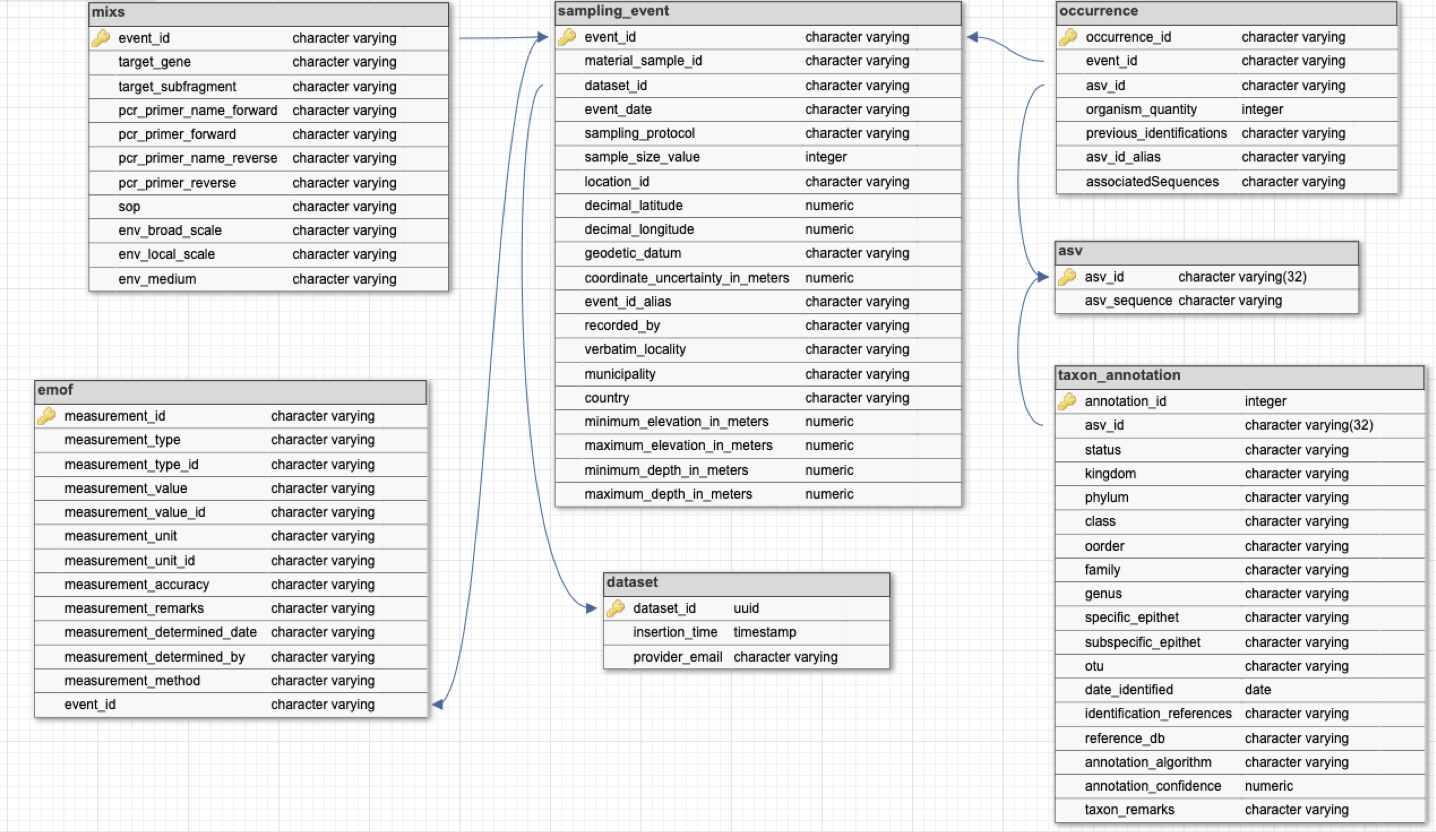 mixs
event_id character varying
target_gene character varying
target_subfragment character varying
pcr_primer_name_forward character varying
pcr_primer_forward character varying
pcr_primer_name_reverse character varying
pcr_primer_reverse character varying
sop character varying
env_broad_scale character varying
env_local_scale character varying
env_medium character varying
emof
measurement_id character varying
measurement_type character varying
measurement_type_id character varying
measurement_value character varying
measurement_value_id character varying
measurement_unit character varying
measurement_unit_id character varying
measurement_accuracy character varying
measurement_remarks character varying
measurement_determined_date character varying
measurement_determined_by character varying
measurement_method character varying
event_id character varying
sampling_event
event_id character varying
material_sample_id character varying
dataset_id character varying
event_date character varying
sampling_protocol character varying
sample_size_value integer
location_id character varying
decimal_latitude numeric
decimal_longitude numeric
geodetic_datum character varying
coordinate_uncertainty_in_meters numeric
event_id_alias character varying
recorded_by character varying
verbatim_locality character varying
municipality character varying
country character varying
minimum_elevation_in_meters numeric
maximum_elevation_in_meters numeric
minimum_depth_in_meters numeric
maximum_depth_in_meters numeric
dataset
dataset_id uuid
insertion_time timestamp
provider_email character varying
occurrence
occurrence_id character varying
event_id character varying
asv_id character varying
organism_quantity integer
previous_identifications character varying
asv_id_alias character varying
associatedSequences character varying
asv
asv_id character varying(32)
asv_sequence character varying
taxon_annotation
annotation_id integer
asv_id character varying(32)
status character varying
kingdom character varying
phylum character varying
class character varying
oorder character varying
family character varying
genus character varying
specific_epithet character varying
subspecific_epithet character varying
otu character varying
date_identified date
identification_references character varying
reference_db character varying
annotation_algorithm character varying
annotation_confidence numeric
taxon_remarks character varying